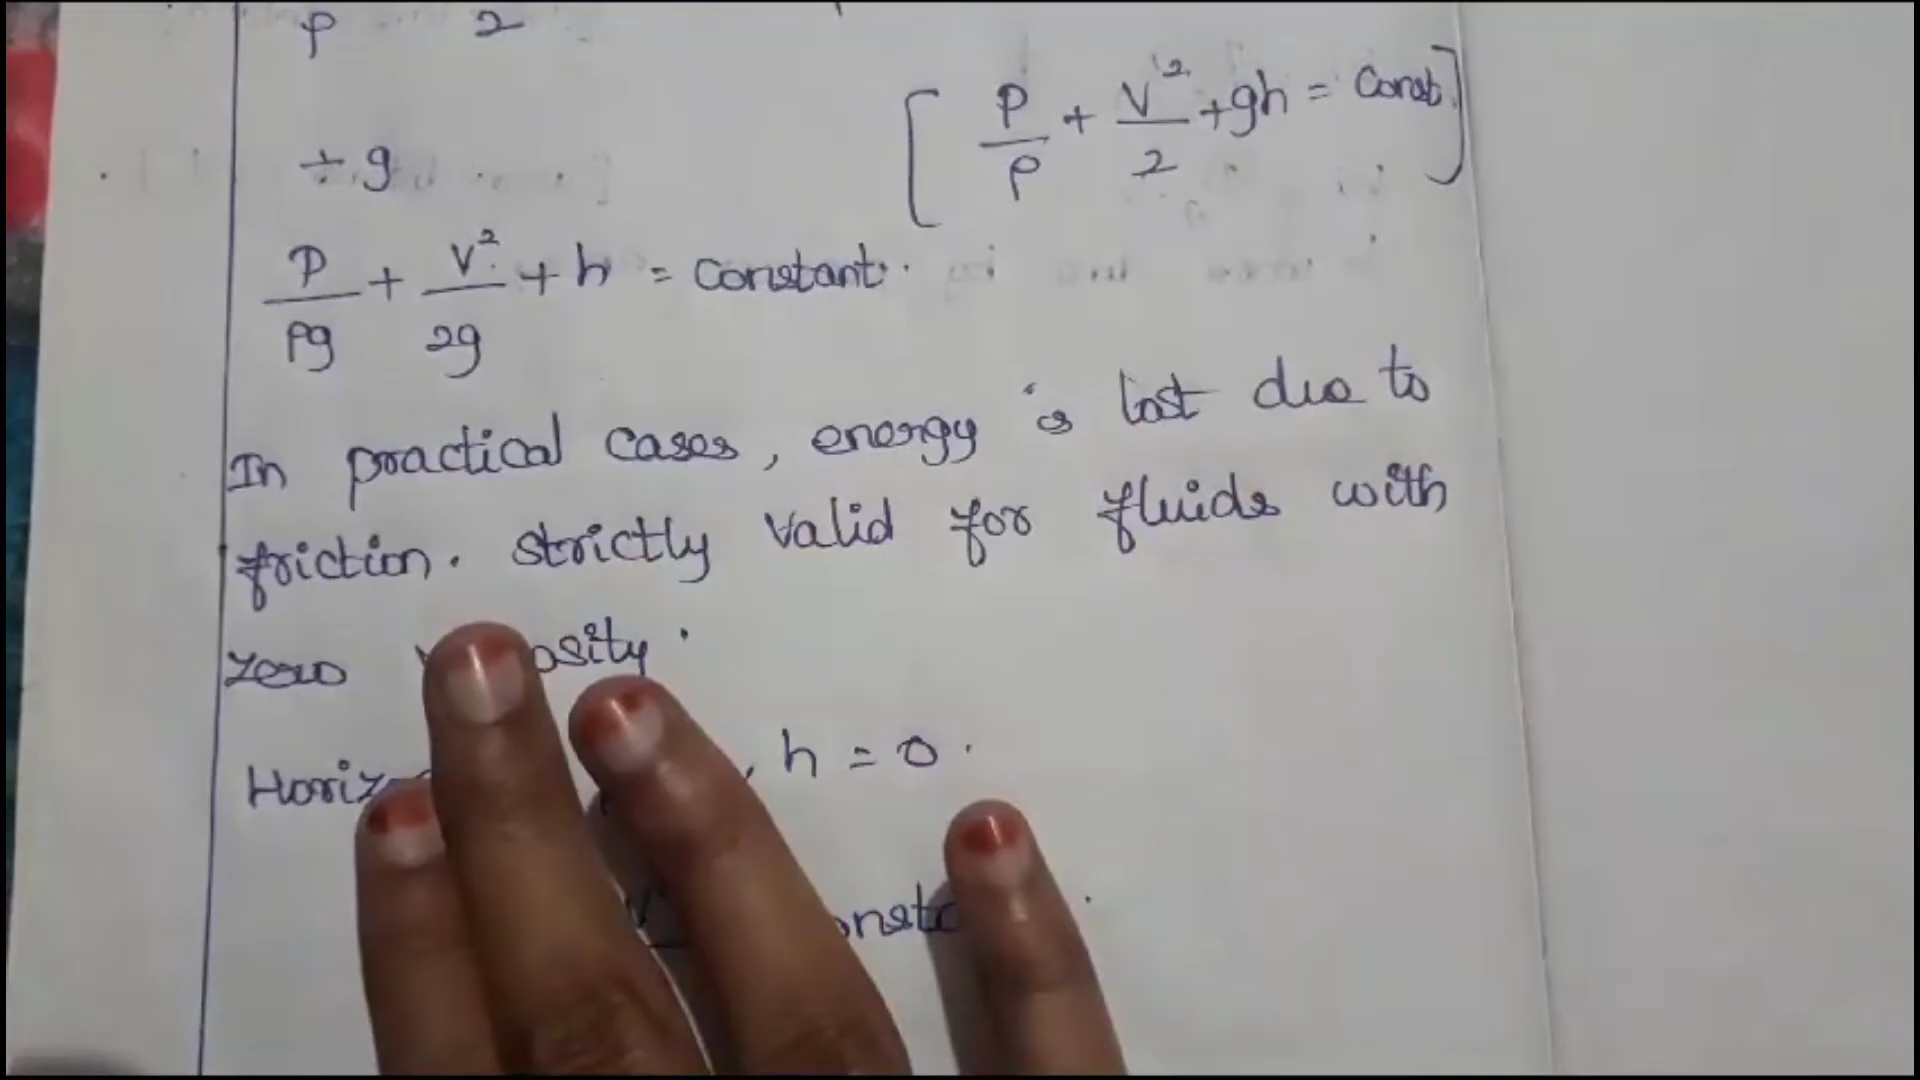 ρ 2
[ P/ρ + V²/2 + gh = Const. ]
÷ g
P/ρg + V²/2g + h = Constant.
In practical cases, energy is lost due to
friction. Strictly valid for fluids with
zero
h = 0.